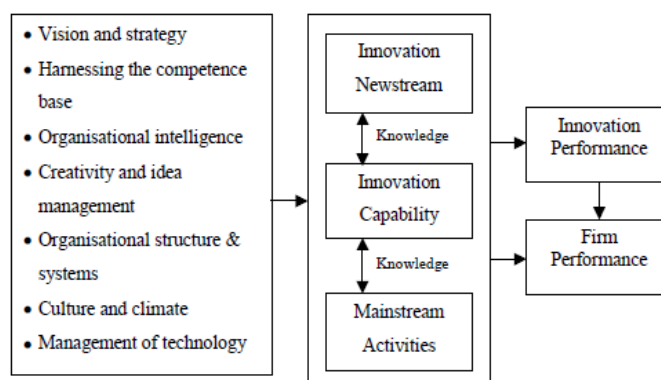 • Vision and strategy
• Harnessing the competence
base
• Organisational intelligence
• Creativity and idea
management
• Organisational structure &
systems
• Culture and climate
• Management of technology
Innovation
Newstream
Knowledge
Innovation
Capability
Knowledge
Mainstream
Activities
Innovation
Performance
Firm
Performance